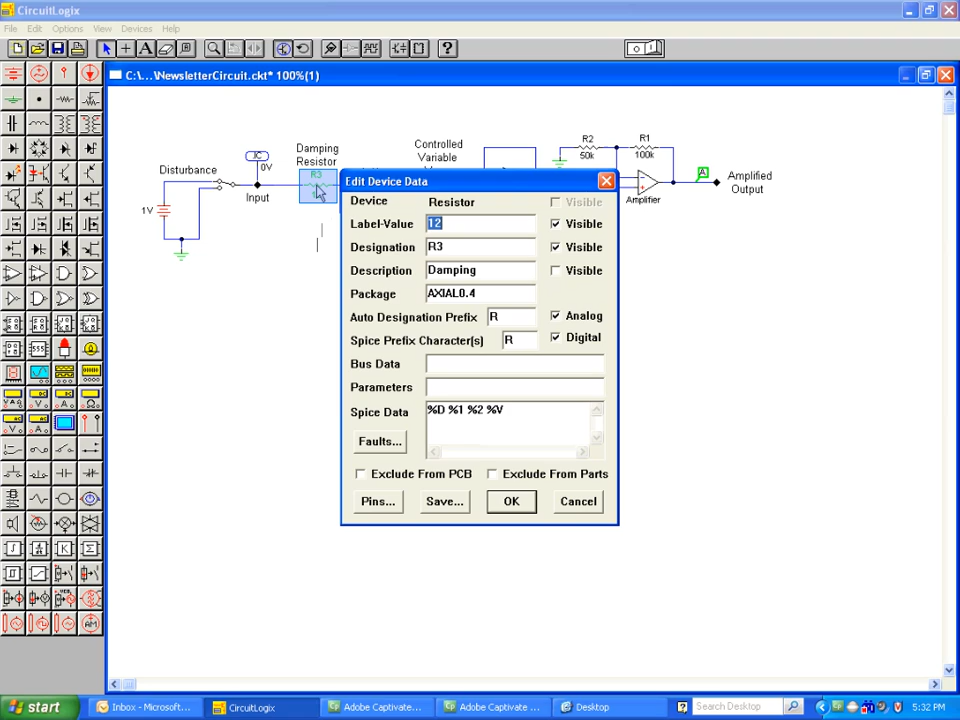 CircuitLogix
File Edit Options View Devices Help
A
?
C:\...\NewsletterCircuit.ckt* 100%(1)
Disturbance
1V
IC
0V
Input
Damping
Resistor
R3
Controlled
Variable
R2
50k
R1
100k
A
Amplifier
Amplified
Output
Edit Device Data
Device Resistor Visible
Label-Value 12 Visible
Designation R3 Visible
Description Damping Visible
Package AXIAL0.4
Auto Designation Prefix R Analog
Spice Prefix Character(s) R Digital
Bus Data
Parameters
Spice Data %D %1 %2 %V
Faults...
Exclude From PCB Exclude From Parts
Pins... Save... OK Cancel
start Inbox - Microsoft... CircuitLogix Adobe Captivate... Adobe Captivate ... Desktop Search Desktop 5:32 PM